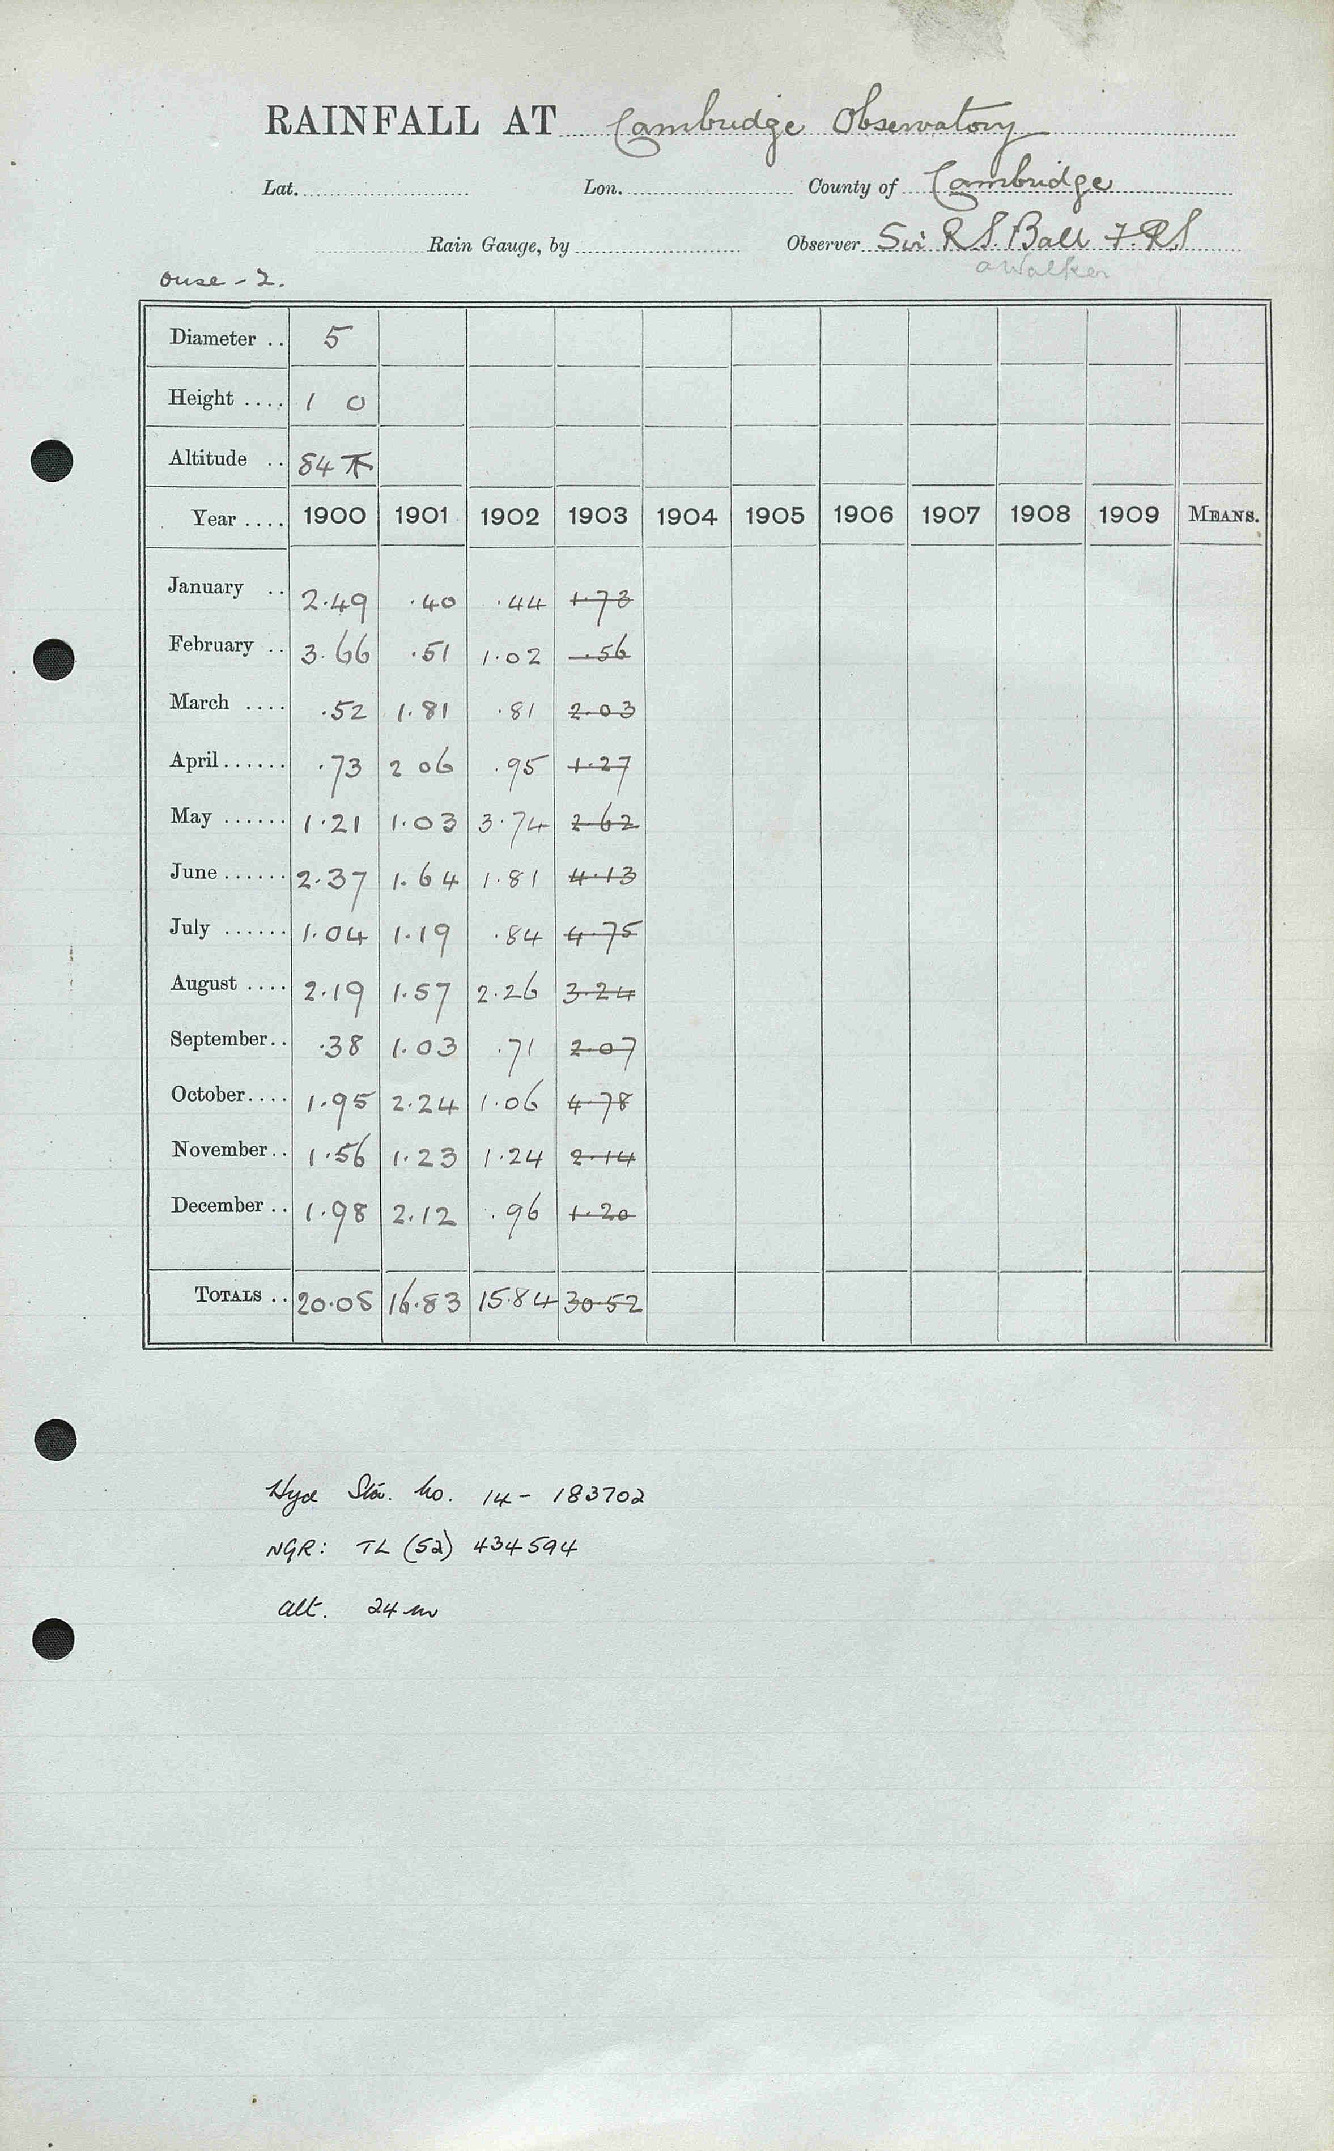 RAINFALL AT Cambridge Observatory
Lat. Lon. County of Cambridge
Rain Gauge, by Observer Sir R S. Ball F.RS
A Walker
Ouse - 2.
Diameter .. 5
Height .... 1 0
Altitude .. 84 ft
Year .... 1900 1901 1902 1903 1904 1905 1906 1907 1908 1909 MEANS.
January .. 2.49 .40 .44 1.73
February .. 3.66 .51 1.02 .56
March .... .52 1.81 .81 2.03
April...... .73 2 06 .95 1.27
May ...... 1.21 1.03 3.74 2 62
June ...... 2.37 1.64 1.81 4.13
July ...... 1.04 1.19 .84 4 75
August .... 2.19 1.57 2.26 3.24
September.. .38 1.03 .71 2.07
October.... 1.95 2.24 1.06 4.78
November.. 1.56 1.23 1.24 2.14
December .. 1.98 2.12 .96 1.20
TOTALS .. 20.08 16.83 15.84 30.52
Hyd Sta. No. 14 - 183702
NGR: TL (52) 434594
alt. 24 m